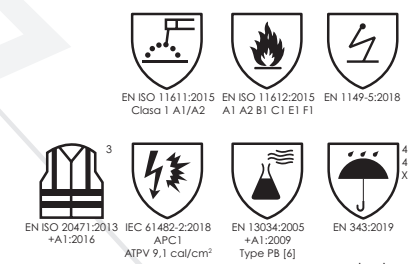 EN ISO 11611:2015
Clasa 1 A1/A2
EN ISO 11612:2015
A1 A2 B1 C1 E1 F1
EN 1149-5:2018
3
EN ISO 20471:2013
+A1:2016
IEC 61482-2:2018
APC1
ATPV 9,1 cal/cm²
EN 13034:2005
+A1:2009
Type PB [6]
4
4
X
EN 343:2019